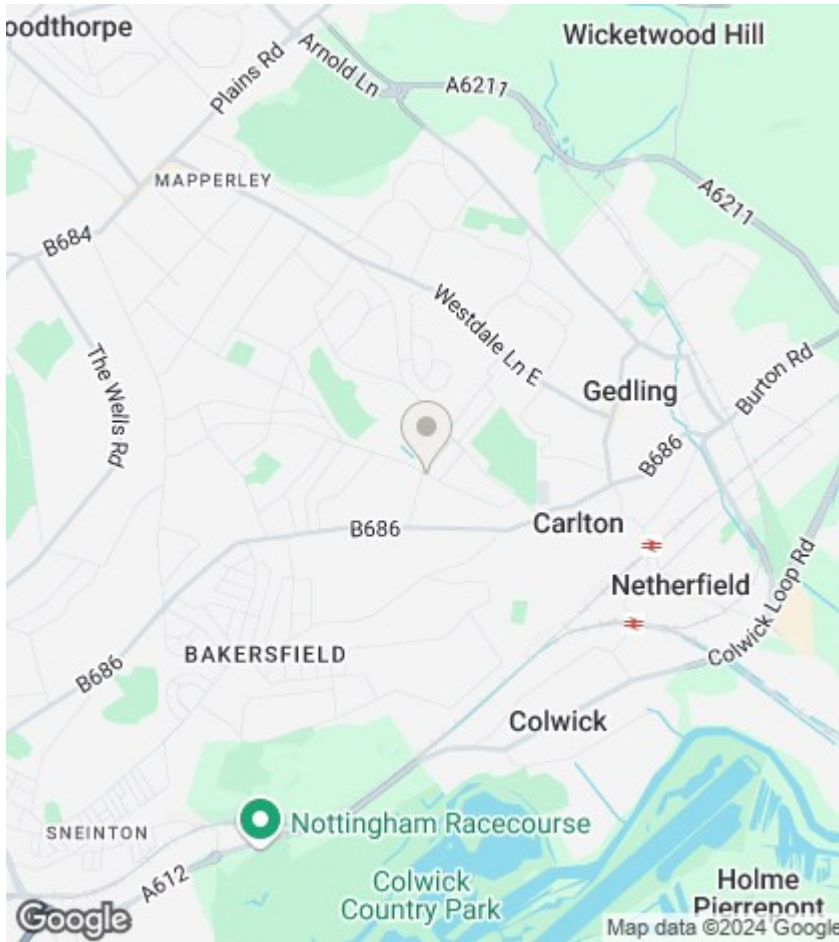 oodthorpe
Wicketwood Hill
Arnold Ln
Plains Rd
A6211
MAPPERLEY
A6211
B684
Westdale Ln E
The Wells Rd
Gedling
Burton Rd
B686
B686
Carlton
Netherfield
Colwick Loop Rd
BAKERSFIELD
B686
Colwick
Nottingham Racecourse
SNEINTON
A612
Colwick
Country Park
Holme
Pierrepont
Google
Map data ©2024 Google